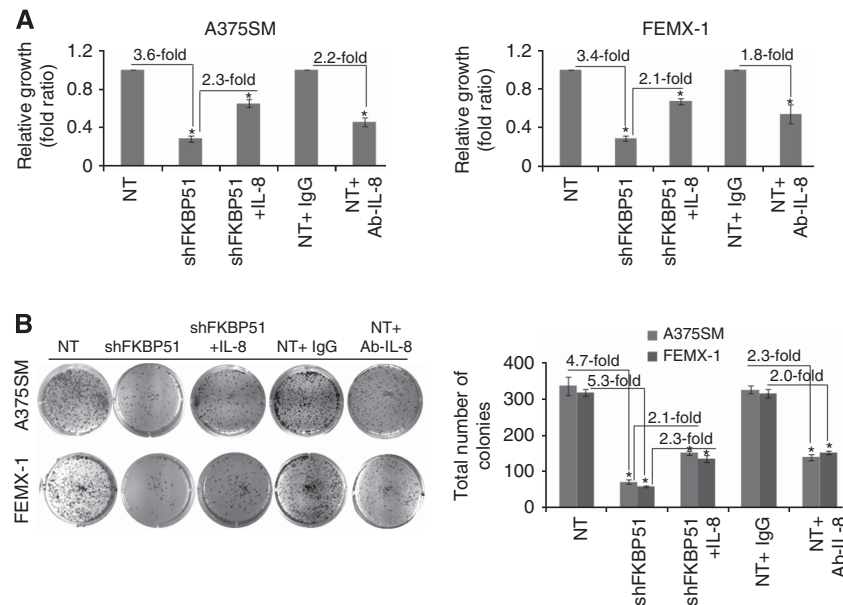 A
A375SM
FEMX-1
Relative growth
(fold ratio)
1.2
0.8
0.4
0
3.6-fold
2.3-fold
2.2-fold
*
*
*
NT
shFKBP51
shFKBP51
+IL-8
NT+ IgG
NT+
Ab-IL-8
Relative growth
(fold ratio)
1.2
0.8
0.4
0
3.4-fold
2.1-fold
1.8-fold
*
*
*
NT
shFKBP51
shFKBP51
+IL-8
NT+ IgG
NT+
Ab-IL-8
B
NT
shFKBP51
shFKBP51
+IL-8
NT+ IgG
NT+
Ab-IL-8
A375SM
FEMX-1
A375SM
FEMX-1
Total number of
colonies
400
300
200
100
0
4.7-fold
5.3-fold
2.1-fold
2.3-fold
2.3-fold
2.0-fold
*
*
*
*
*
*
NT
shFKBP51
shFKBP51
+IL-8
NT+ IgG
NT+
Ab-IL-8